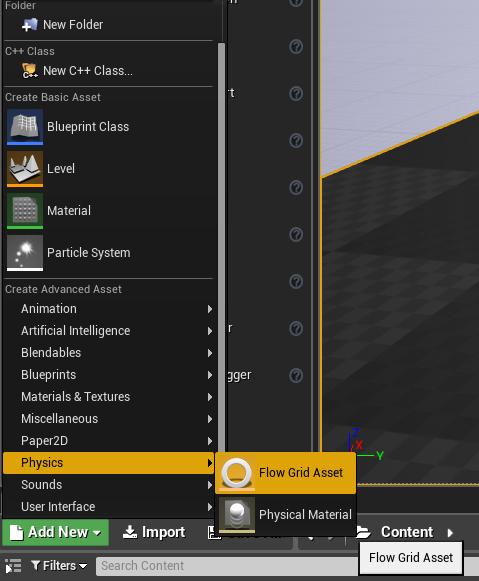 Folder
New Folder
C++ Class
New C++ Class...
Create Basic Asset
Blueprint Class
Level
Material
Particle System
Create Advanced Asset
Animation
Artificial Intelligence
Blendables
Blueprints
Materials & Textures
Miscellaneous
Paper2D
Physics
Sounds
User Interface
rt
r
gger
Z
X
Y
Flow Grid Asset
Physical Material
Add New
Import
Content
Filters
Search Content
Flow Grid Asset